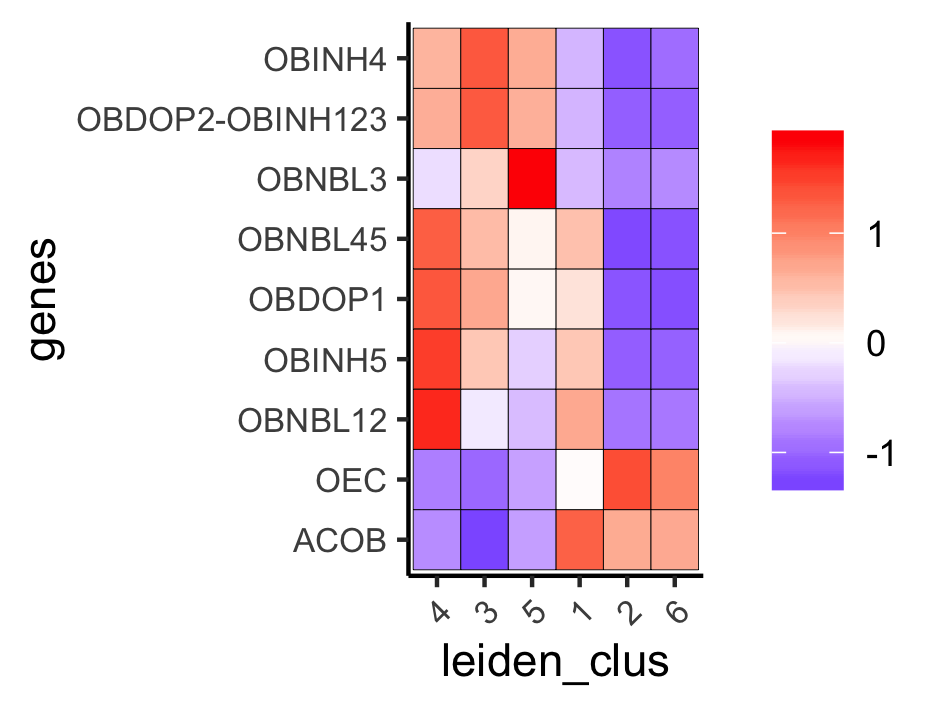 genes
OBINH4
OBDOP2-OBINH123
OBNBL3
OBNBL45
OBDOP1
OBINH5
OBNBL12
OEC
ACOB
4 3 5 1 2 6
leiden_clus
1
0
-1